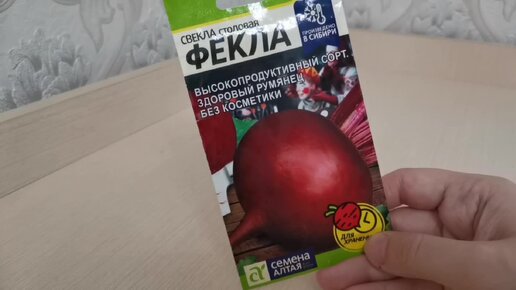 СВЕКЛА СТОЛОВАЯ
ФЕКЛА
ПРОИЗВЕДЕНО
В СИБИРИ
ВЫСОКОПРОДУКТИВНЫЙ СОРТ.
ЗДОРОВЫЙ РУМЯНЕЦ
БЕЗ КОСМЕТИКИ
ДЛЯ
ХРАНЕНИЯ
семена
АЛТАЯ